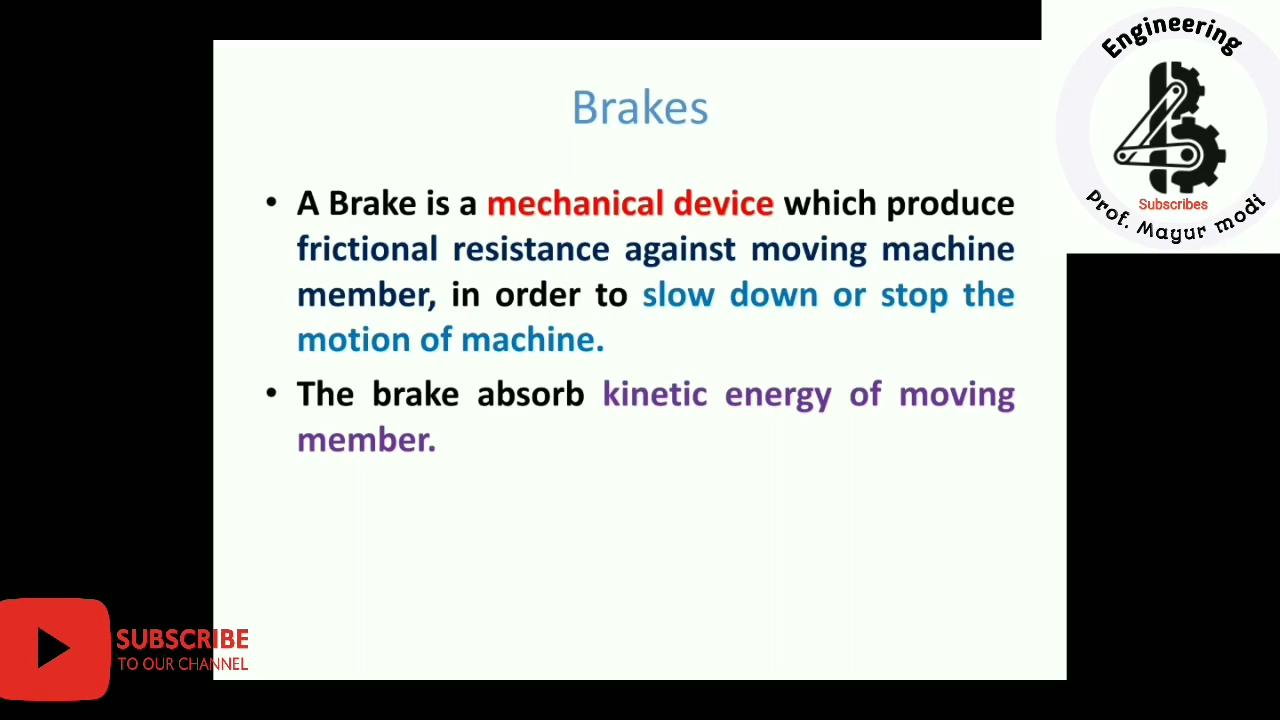 Engineering
Subscribes
Prof. Mayur modi
Brakes
• A Brake is a mechanical device which produce
frictional resistance against moving machine
member, in order to slow down or stop the
motion of machine.
• The brake absorb kinetic energy of moving
member.
SUBSCRIBE
TO OUR CHANNEL